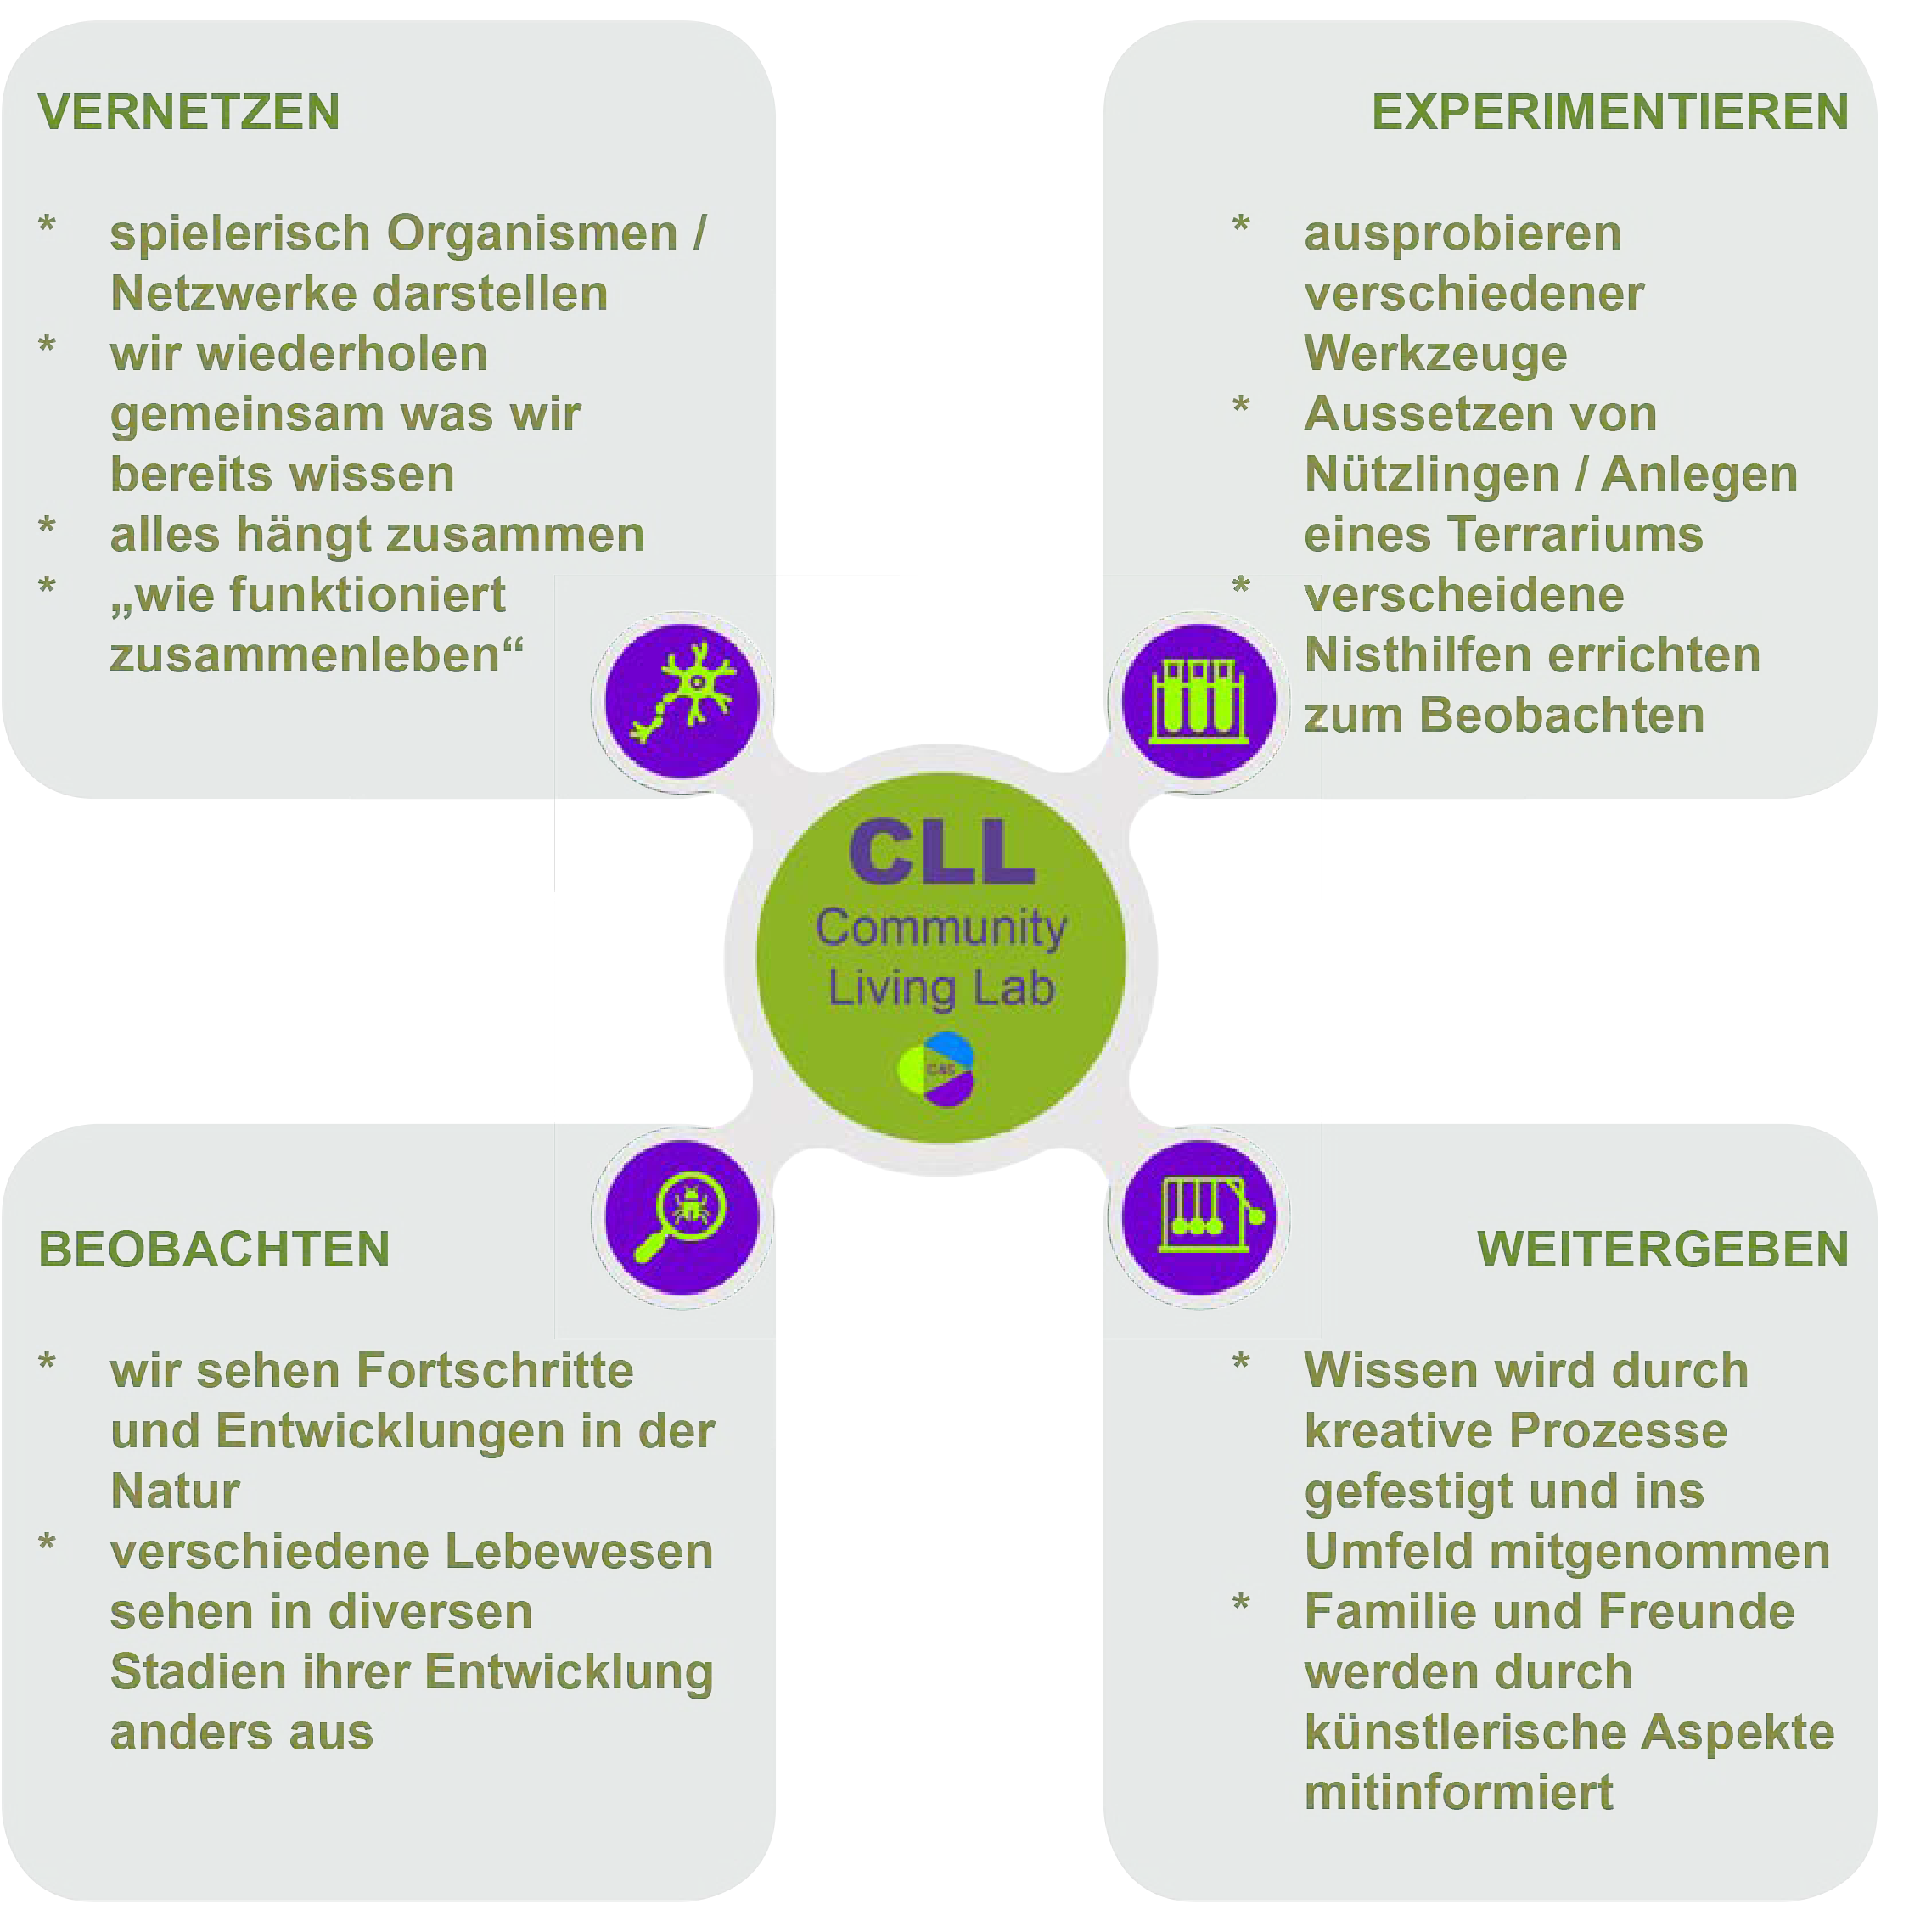 VERNETZEN
* spielerisch Organismen /
Netzwerke darstellen
* wir wiederholen
gemeinsam was wir
bereits wissen
* alles hängt zusammen
* „wie funktioniert
zusammenleben“
EXPERIMENTIEREN
* ausprobieren
verschiedener
Werkzeuge
* Aussetzen von
Nützlingen / Anlegen
eines Terrariums
* verscheidene
Nisthilfen errichten
zum Beobachten
CLL
Community
Living Lab
C4S
BEOBACHTEN
* wir sehen Fortschritte
und Entwicklungen in der
Natur
* verschiedene Lebewesen
sehen in diversen
Stadien ihrer Entwicklung
anders aus
WEITERGEBEN
* Wissen wird durch
kreative Prozesse
gefestigt und ins
Umfeld mitgenommen
* Familie und Freunde
werden durch
künstlerische Aspekte
mitinformiert